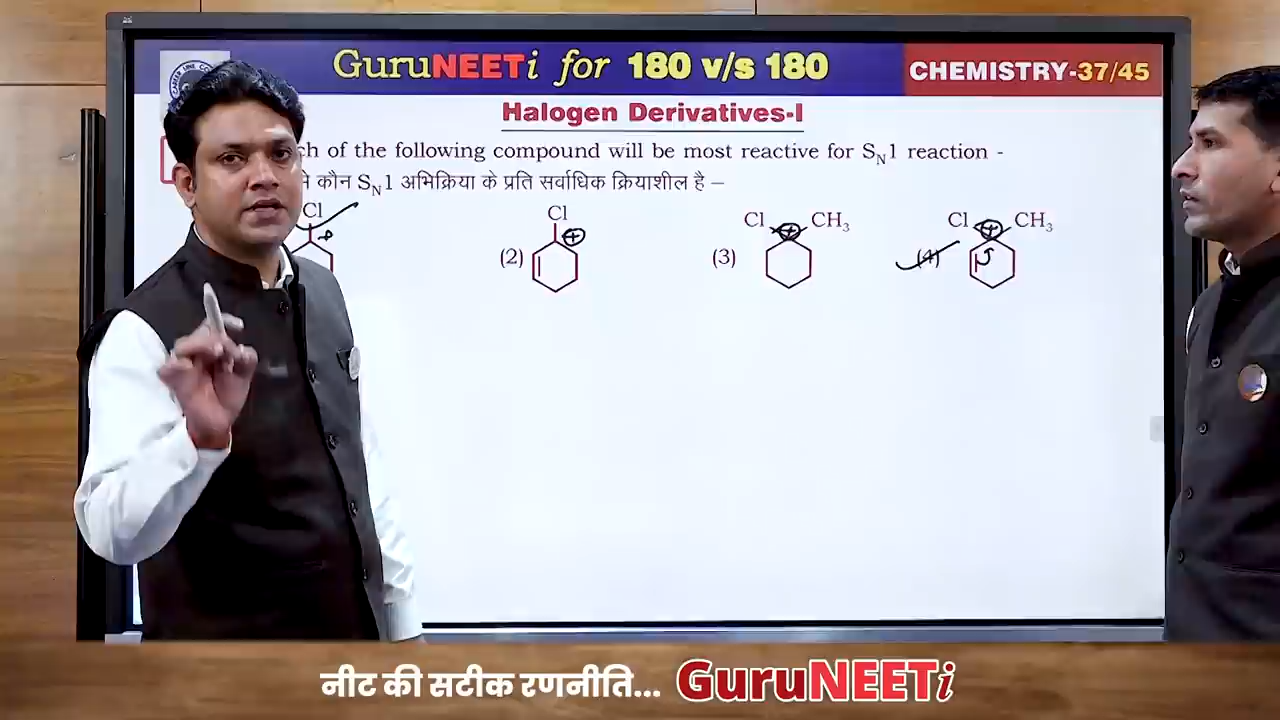 GuruNEETi for 180 v/s 180
CHEMISTRY-37/45
Halogen Derivatives-I
of the following compound will be most reactive for SN1 reaction -
कौन SN1 अभिक्रिया के प्रति सर्वाधिक क्रियाशील है –
Cl
(2) Cl
(3) Cl CH3
(4) Cl CH3
नीट की सटीक रणनीति... GuruNEETi